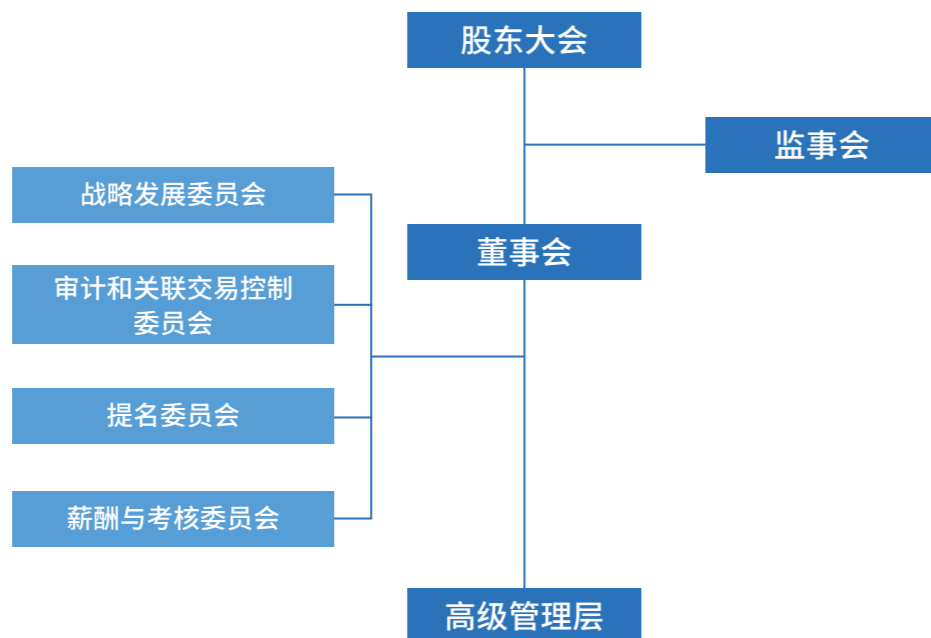 股东大会
监事会
战略发展委员会
董事会
审计和关联交易控制
委员会
提名委员会
薪酬与考核委员会
高级管理层